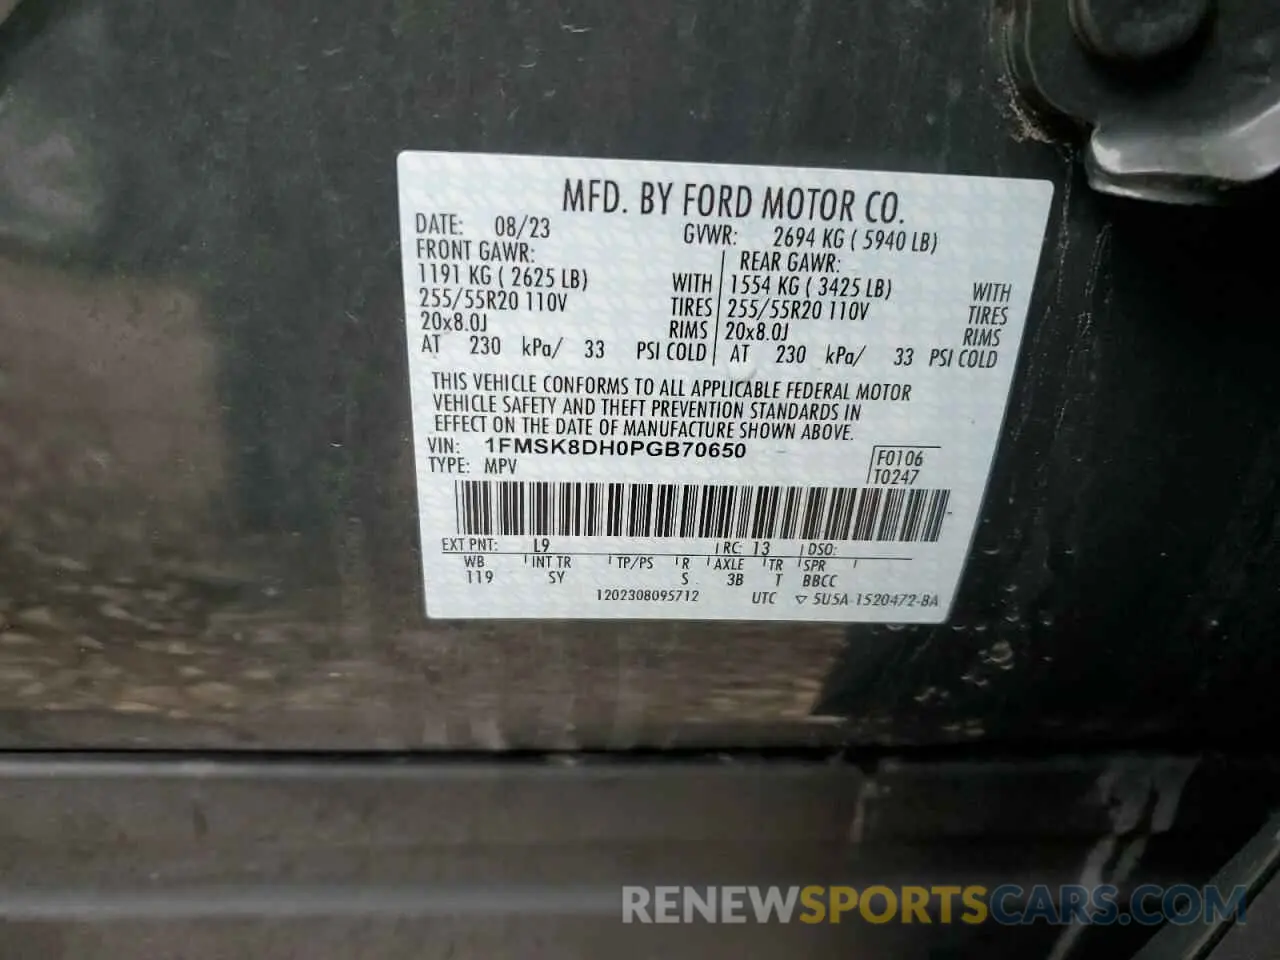 MFD. BY FORD MOTOR CO.
DATE: 08/23 GVWR: 2694 KG ( 5940 LB)
FRONT GAWR: REAR GAWR:
1191 KG ( 2625 LB) WITH 1554 KG ( 3425 LB) WITH
255/55R20 110V TIRES 255/55R20 110V TIRES
20x8.0J RIMS 20x8.0J RIMS
AT 230 kPa/ 33 PSI COLD AT 230 kPa/ 33 PSI COLD
THIS VEHICLE CONFORMS TO ALL APPLICABLE FEDERAL MOTOR
VEHICLE SAFETY AND THEFT PREVENTION STANDARDS IN
EFFECT ON THE DATE OF MANUFACTURE SHOWN ABOVE.
VIN: 1FMSK8DH0PGB70650
F0106
TYPE: MPV
T0247
EXT PNT: L9 RC: 13 DSO:
WB INT TR TP/PS R AXLE TR SPR
119 SY S 3B T BBCC
1202308095712 UTC ▽ 5U5A-1520472-BA
RENEWSPORTSCARS.COM